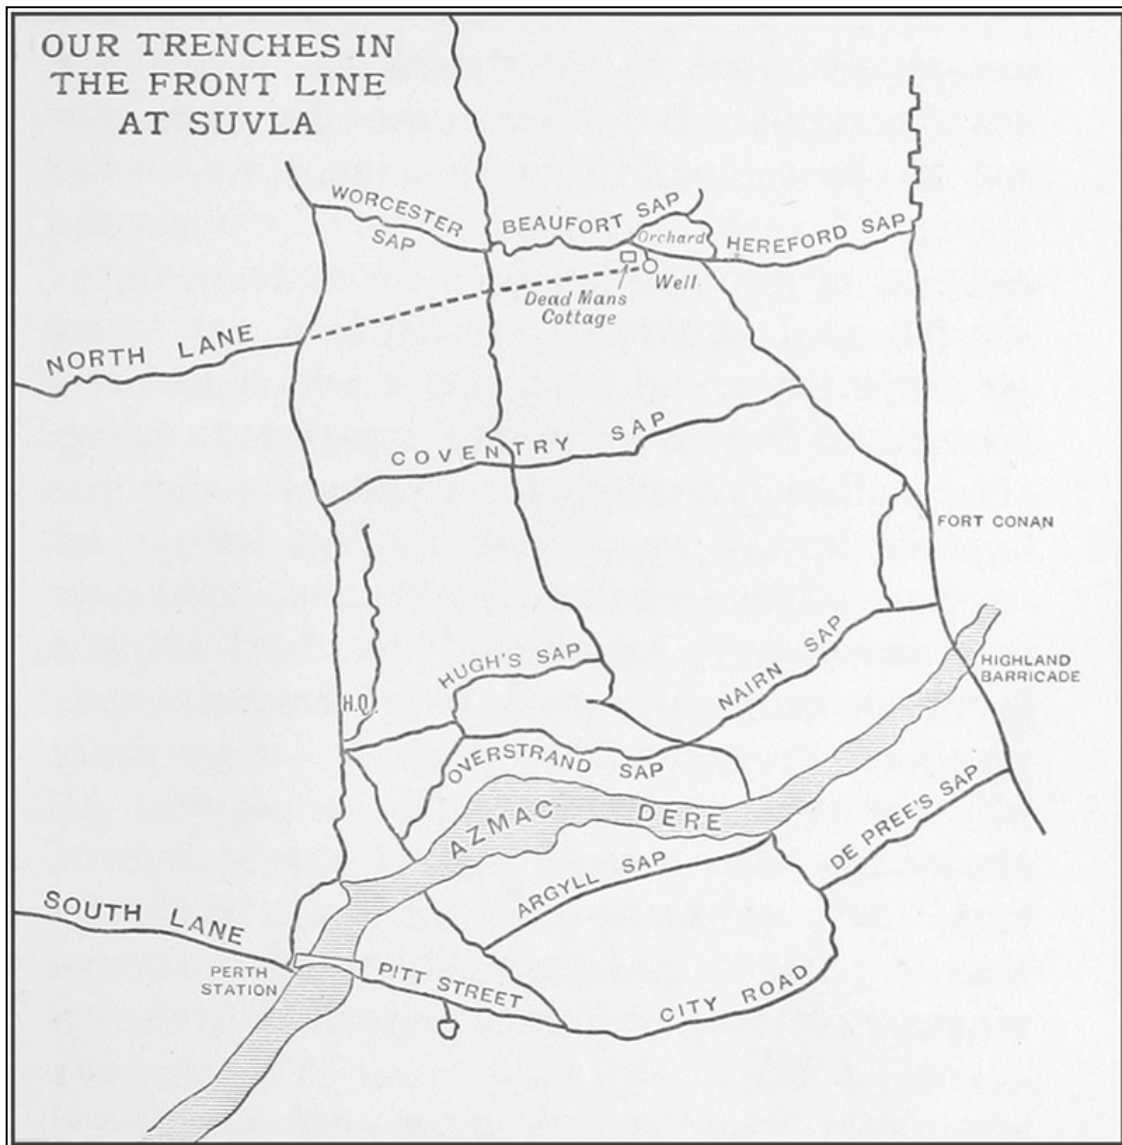 OUR TRENCHES IN
THE FRONT LINE
AT SUVLA
WORCESTER
SAP
BEAUFORT SAP
Orchard
HEREFORD SAP
Well
Dead Mans
Cottage
NORTH LANE
COVENTRY SAP
FORT CONAN
HUGH'S SAP
NAIRN SAP
HIGHLAND
BARRICADE
H.Q.
OVERSTRAND SAP
AZMAC DERE
DE PREE'S SAP
ARGYLL SAP
SOUTH LANE
PERTH
STATION
PITT STREET
CITY ROAD